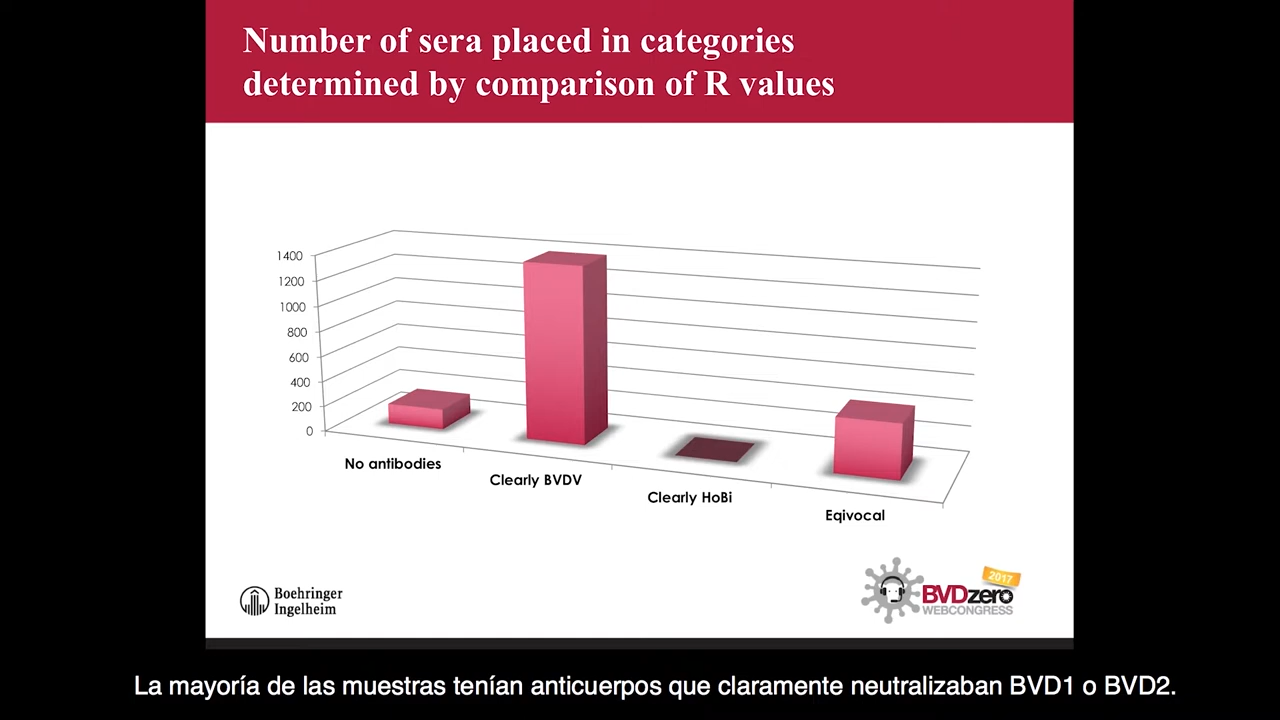 Number of sera placed in categories
determined by comparison of R values
1400
1200
1000
800
600
400
200
0
No antibodies
Clearly BVDV
Clearly HoBi
Eqivocal
Boehringer
Ingelheim
2017
BVDzero
WEBCONGRESS
La mayoría de las muestras tenían anticuerpos que claramente neutralizaban BVD1 o BVD2.